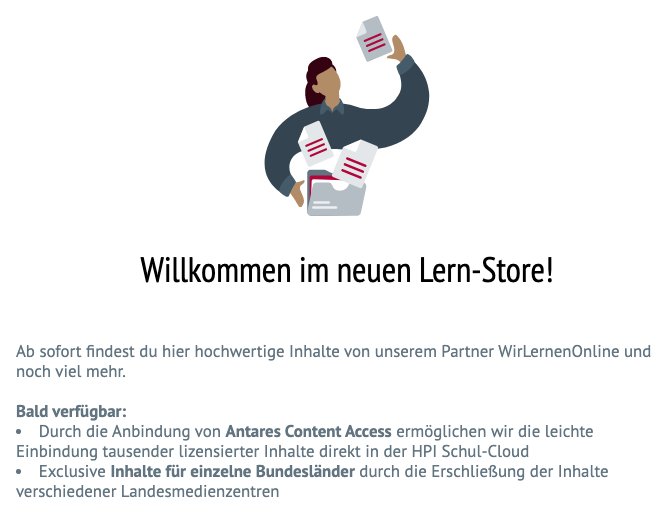 Willkommen im neuen Lern-Store!
Ab sofort findest du hier hochwertige Inhalte von unserem Partner WirLernenOnline und
noch viel mehr.
Bald verfügbar:
• Durch die Anbindung von Antares Content Access ermöglichen wir die leichte
Einbindung tausender lizensierter Inhalte direkt in der HPI Schul-Cloud
• Exclusive Inhalte für einzelne Bundesländer durch die Erschließung der Inhalte
verschiedener Landesmedienzentren